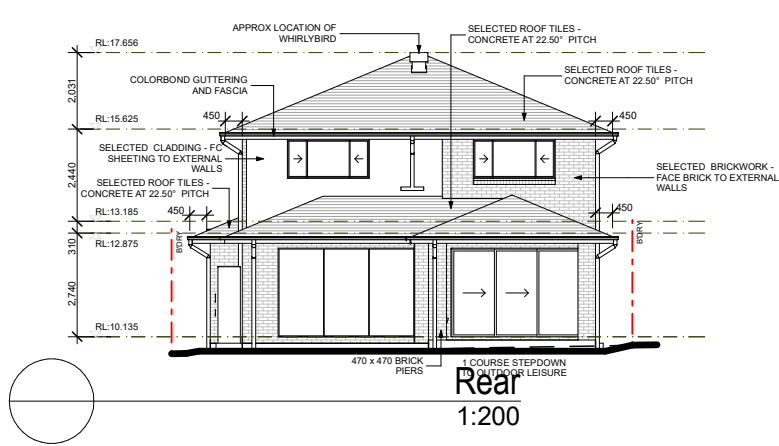 APPROX LOCATION OF
WHIRLYBIRD
SELECTED ROOF TILES -
CONCRETE AT 22.50° PITCH
RL:17.656
SELECTED ROOF TILES -
CONCRETE AT 22.50° PITCH
COLORBOND GUTTERING
AND FASCIA
2,031
RL:15.625
450
450
SELECTED CLADDING - FC
SHEETING TO EXTERNAL
WALLS
2,440
SELECTED BRICKWORK -
FACE BRICK TO EXTERNAL
WALLS
SELECTED ROOF TILES -
CONCRETE AT 22.50° PITCH
RL:13.185
450
450
310
RL:12.875
B'DRY
B'DRY
2,740
RL:10.135
470 x 470 BRICK
PIERS
1 COURSE STEPDOWN
TO OUTDOOR LEISURE
Rear
1:200